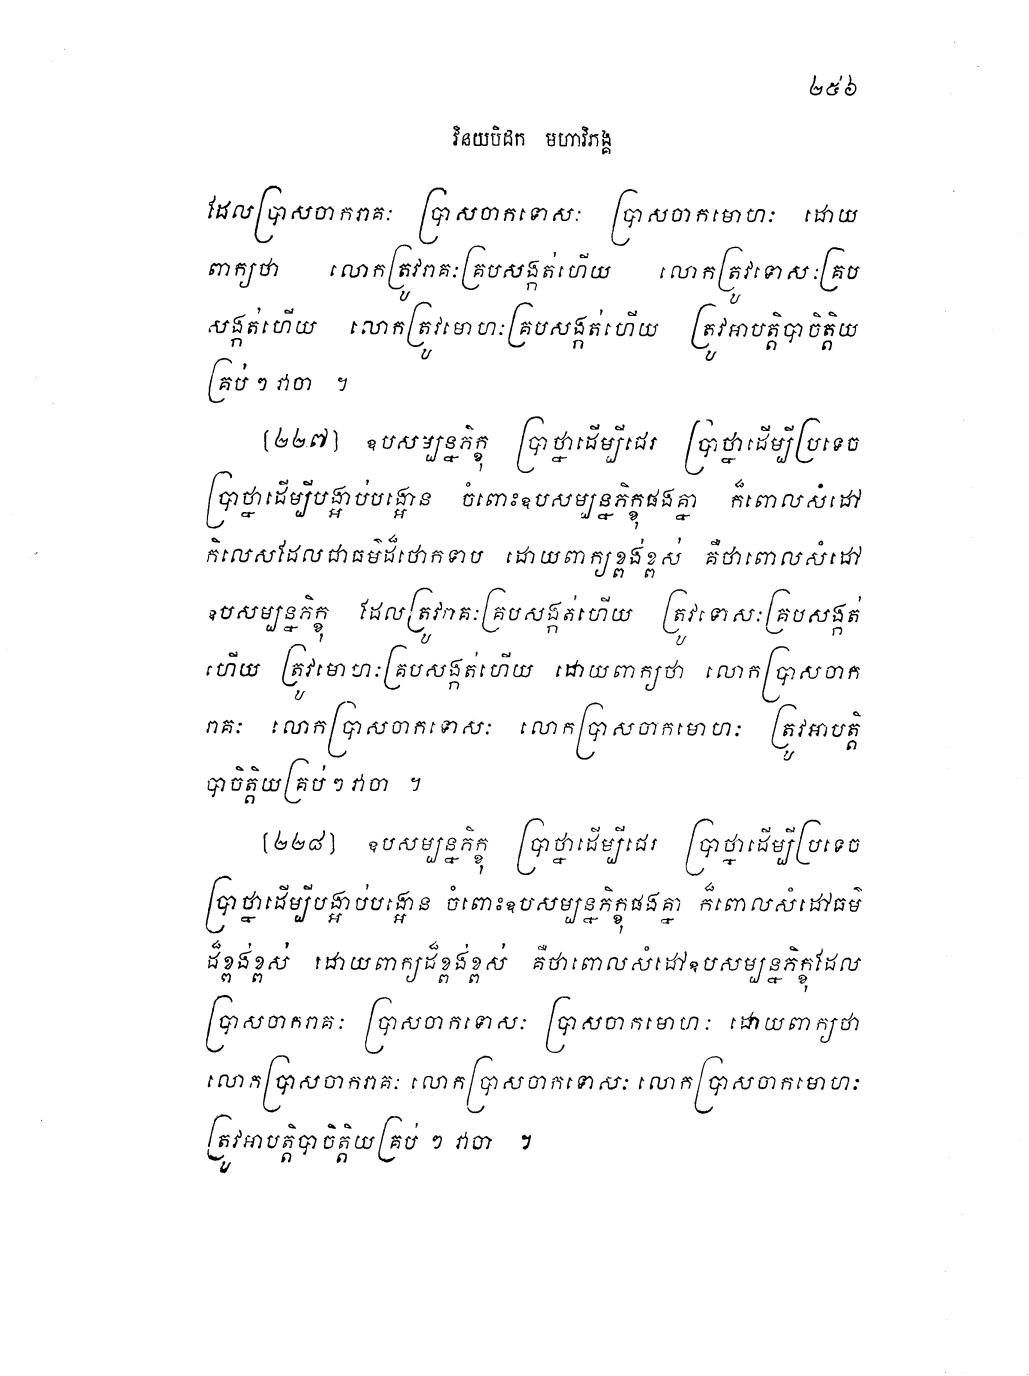 ២៥៦
វិនយបិដក មហាវិភង្គ
ដែលប្រាសចាករាគៈ ប្រាសចាកទោសៈ ប្រាសចាកមោហៈ ដោយ
ពាក្យថា លោកត្រូវរាគៈគ្របសង្កត់ហើយ លោកត្រូវទោសៈគ្រប
សង្កត់ហើយ លោកត្រូវមោហៈគ្របសង្កត់ហើយ ត្រូវអាបត្តិបាចិត្តិយ
គ្រប់ៗ វាចា ។
[២២៧] ឧបសម្បន្នភិក្ខុ ប្រាថ្នាដើម្បីជេរ ប្រាថ្នាដើម្បីប្រទេច
ប្រាថ្នាដើម្បីបង្អាប់បង្អោន ចំពោះឧបសម្បន្នភិក្ខុផងគ្នា ក៏ពោលសំដៅ
កិលេសដែលជាធម៌ដ៏ថោកទាប ដោយពាក្យខ្ពង់ខ្ពស់ គឺថាពោលសំដៅ
ឧបសម្បន្នភិក្ខុ ដែលត្រូវរាគៈគ្របសង្កត់ហើយ ត្រូវទោសៈគ្របសង្កត់
ហើយ ត្រូវមោហៈគ្របសង្កត់ហើយ ដោយពាក្យថា លោកប្រាសចាក
រាគៈ លោកប្រាសចាកទោសៈ លោកប្រាសចាកមោហៈ ត្រូវអាបត្តិ
បាចិត្តិយគ្រប់ៗ វាចា ។
[២២៨] ឧបសម្បន្នភិក្ខុ ប្រាថ្នាដើម្បីជេរ ប្រាថ្នាដើម្បីប្រទេច
ប្រាថ្នាដើម្បីបង្អាប់បង្អោន ចំពោះឧបសម្បន្នភិក្ខុផងគ្នា ក៏ពោលសំដៅធម៌
ដ៏ខ្ពង់ខ្ពស់ ដោយពាក្យដ៏ខ្ពង់ខ្ពស់ គឺថាពោលសំដៅឧបសម្បន្នភិក្ខុដែល
ប្រាសចាករាគៈ ប្រាសចាកទោសៈ ប្រាសចាកមោហៈ ដោយពាក្យថា
លោកប្រាសចាករាគៈ លោកប្រាសចាកទោសៈ លោកប្រាសចាកមោហៈ
ត្រូវអាបត្តិបាចិត្តិយគ្រប់ ៗ វាចា ។